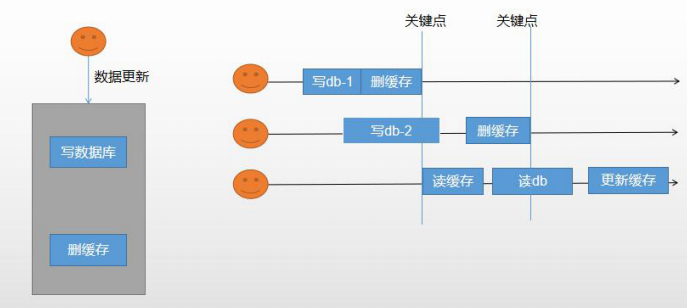 数据更新
写数据库
删缓存
关键点
关键点
写db-1
删缓存
写db-2
删缓存
读缓存
读db
更新缓存